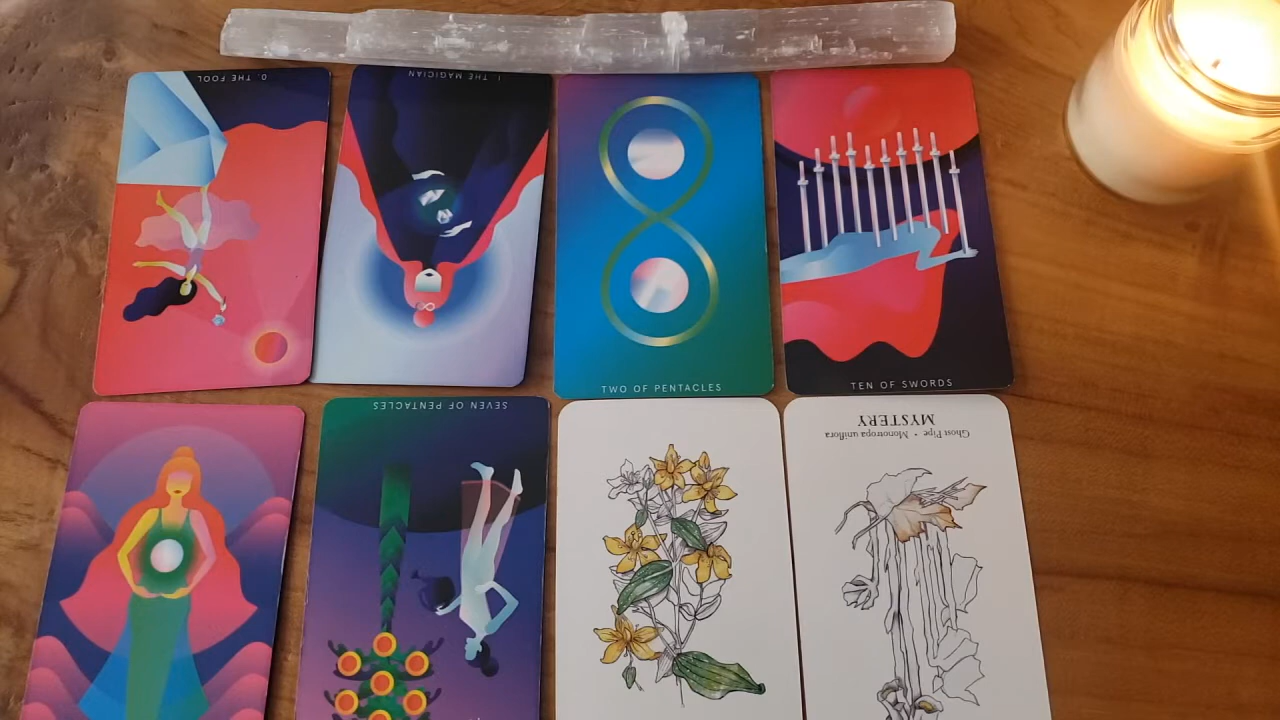 0. THE FOOL
I. THE MAGICIAN
TWO OF PENTACLES
TEN OF SWORDS
SEVEN OF PENTACLES
MYSTERY
Ghost Pipe • Monotropa uniflora